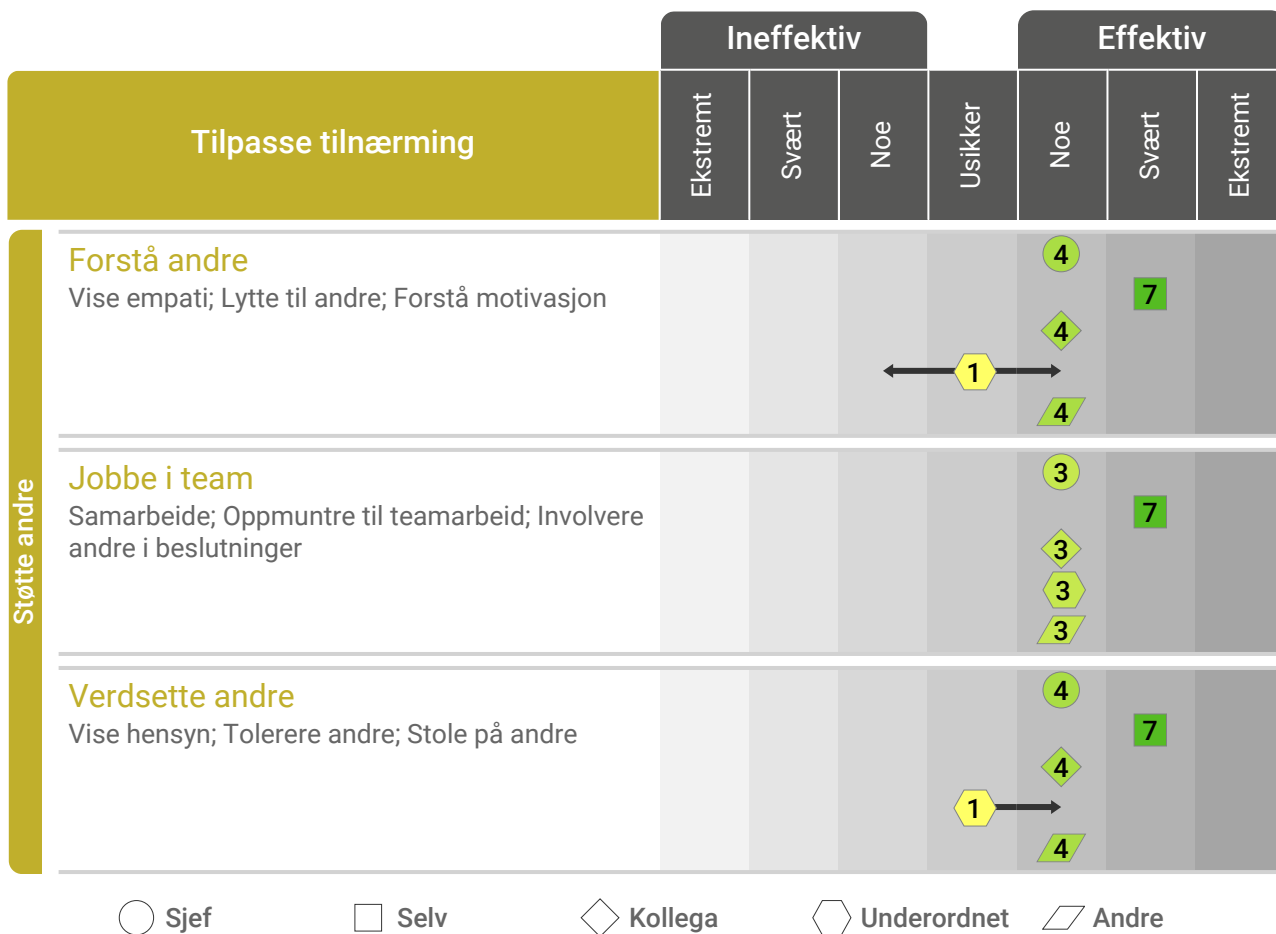 Ineffektiv
Effektiv
Tilpasse tilnærming
Ekstremt
Svært
Noe
Usikker
Noe
Svært
Ekstremt
Støtte andre
Forstå andre
Vise empati; Lytte til andre; Forstå motivasjon
4
7
4
1
4
Jobbe i team
Samarbeide; Oppmuntre til teamarbeid; Involvere
andre i beslutninger
3
7
3
3
3
Verdsette andre
Vise hensyn; Tolerere andre; Stole på andre
4
7
4
1
4
Sjef
Selv
Kollega
Underordnet
Andre